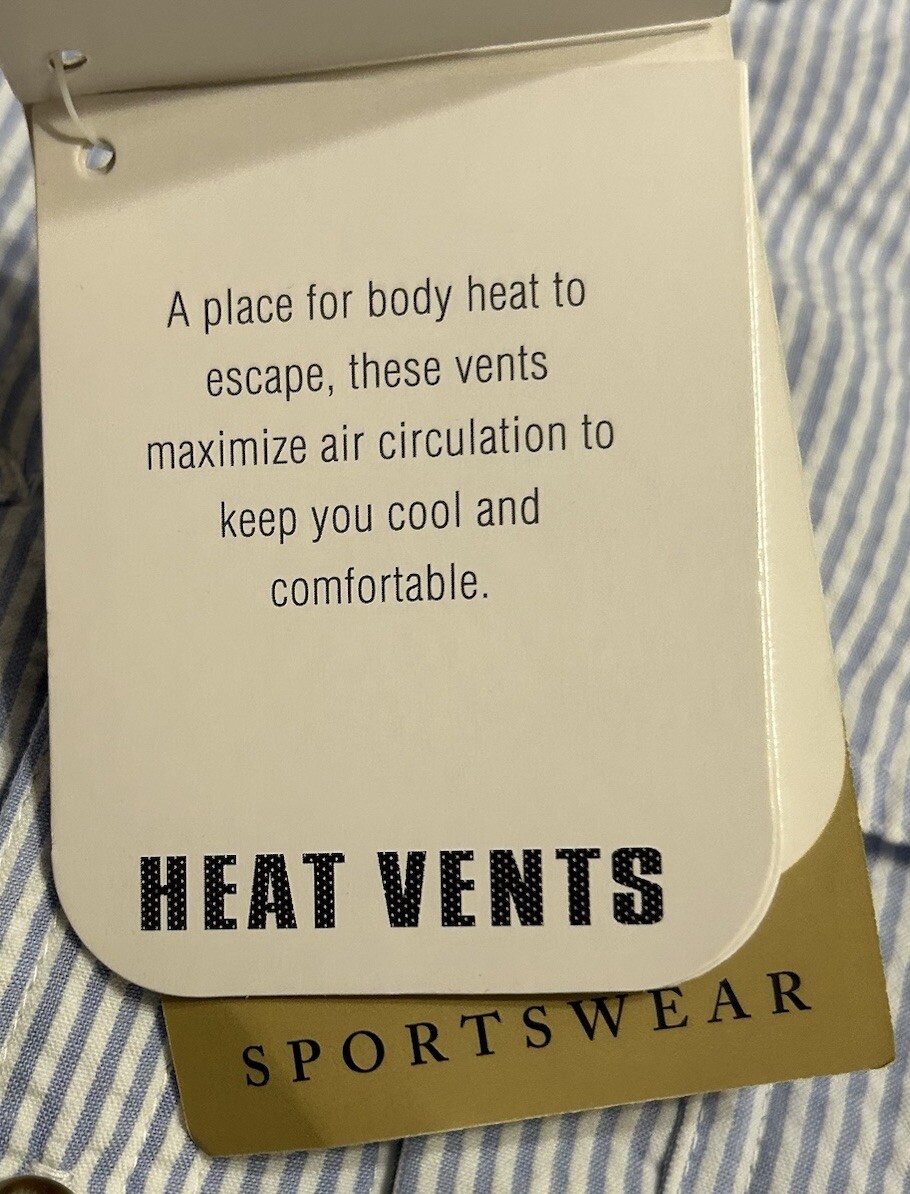 A place for body heat to
escape, these vents
maximize air circulation to
keep you cool and
comfortable.
HEAT VENTS
SPORTSWEAR